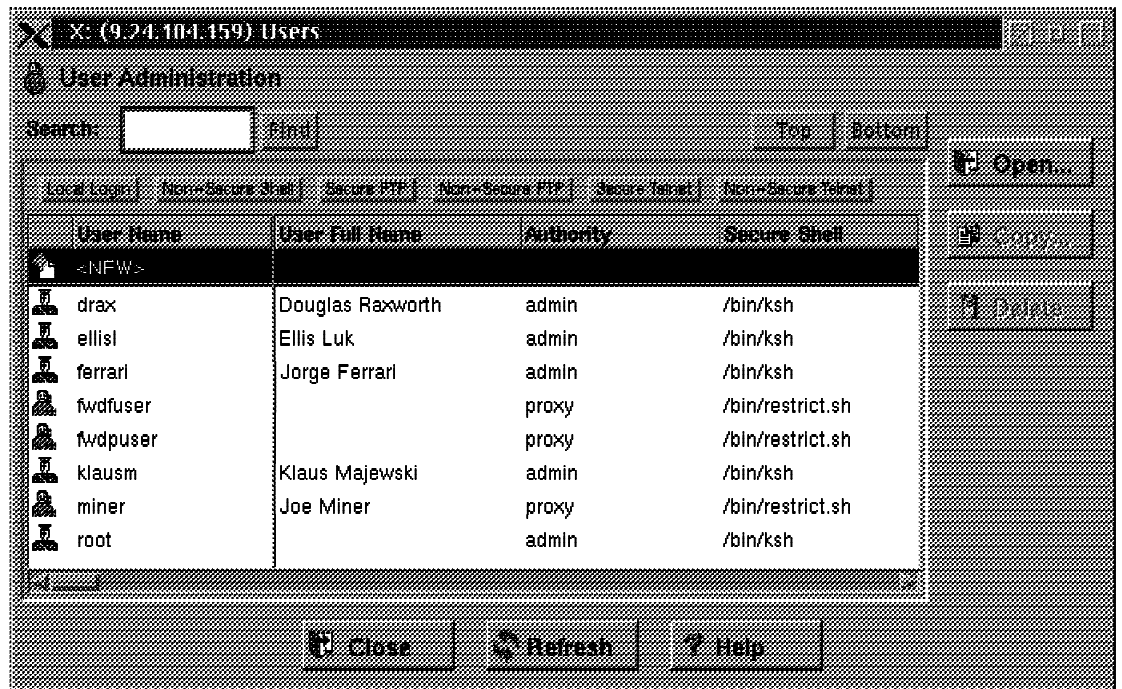 X: (9.24.104.159) Users
User Administration
Search: Find Top Bottom
Open...
Local Login Non-Secure Shell Secure FTP Non-Secure FTP Secure Telnet Non-Secure Telnet
User Name User Full Name Authority Secure Shell
Copy...
<NEW>
drax Douglas Raxworth admin /bin/ksh
Delete
ellisl Ellis Luk admin /bin/ksh
ferrari Jorge Ferrari admin /bin/ksh
fwdfuser proxy /bin/restrict.sh
fwdpuser proxy /bin/restrict.sh
klausm Klaus Majewski admin /bin/ksh
miner Joe Miner proxy /bin/restrict.sh
root admin /bin/ksh
Close Refresh Help